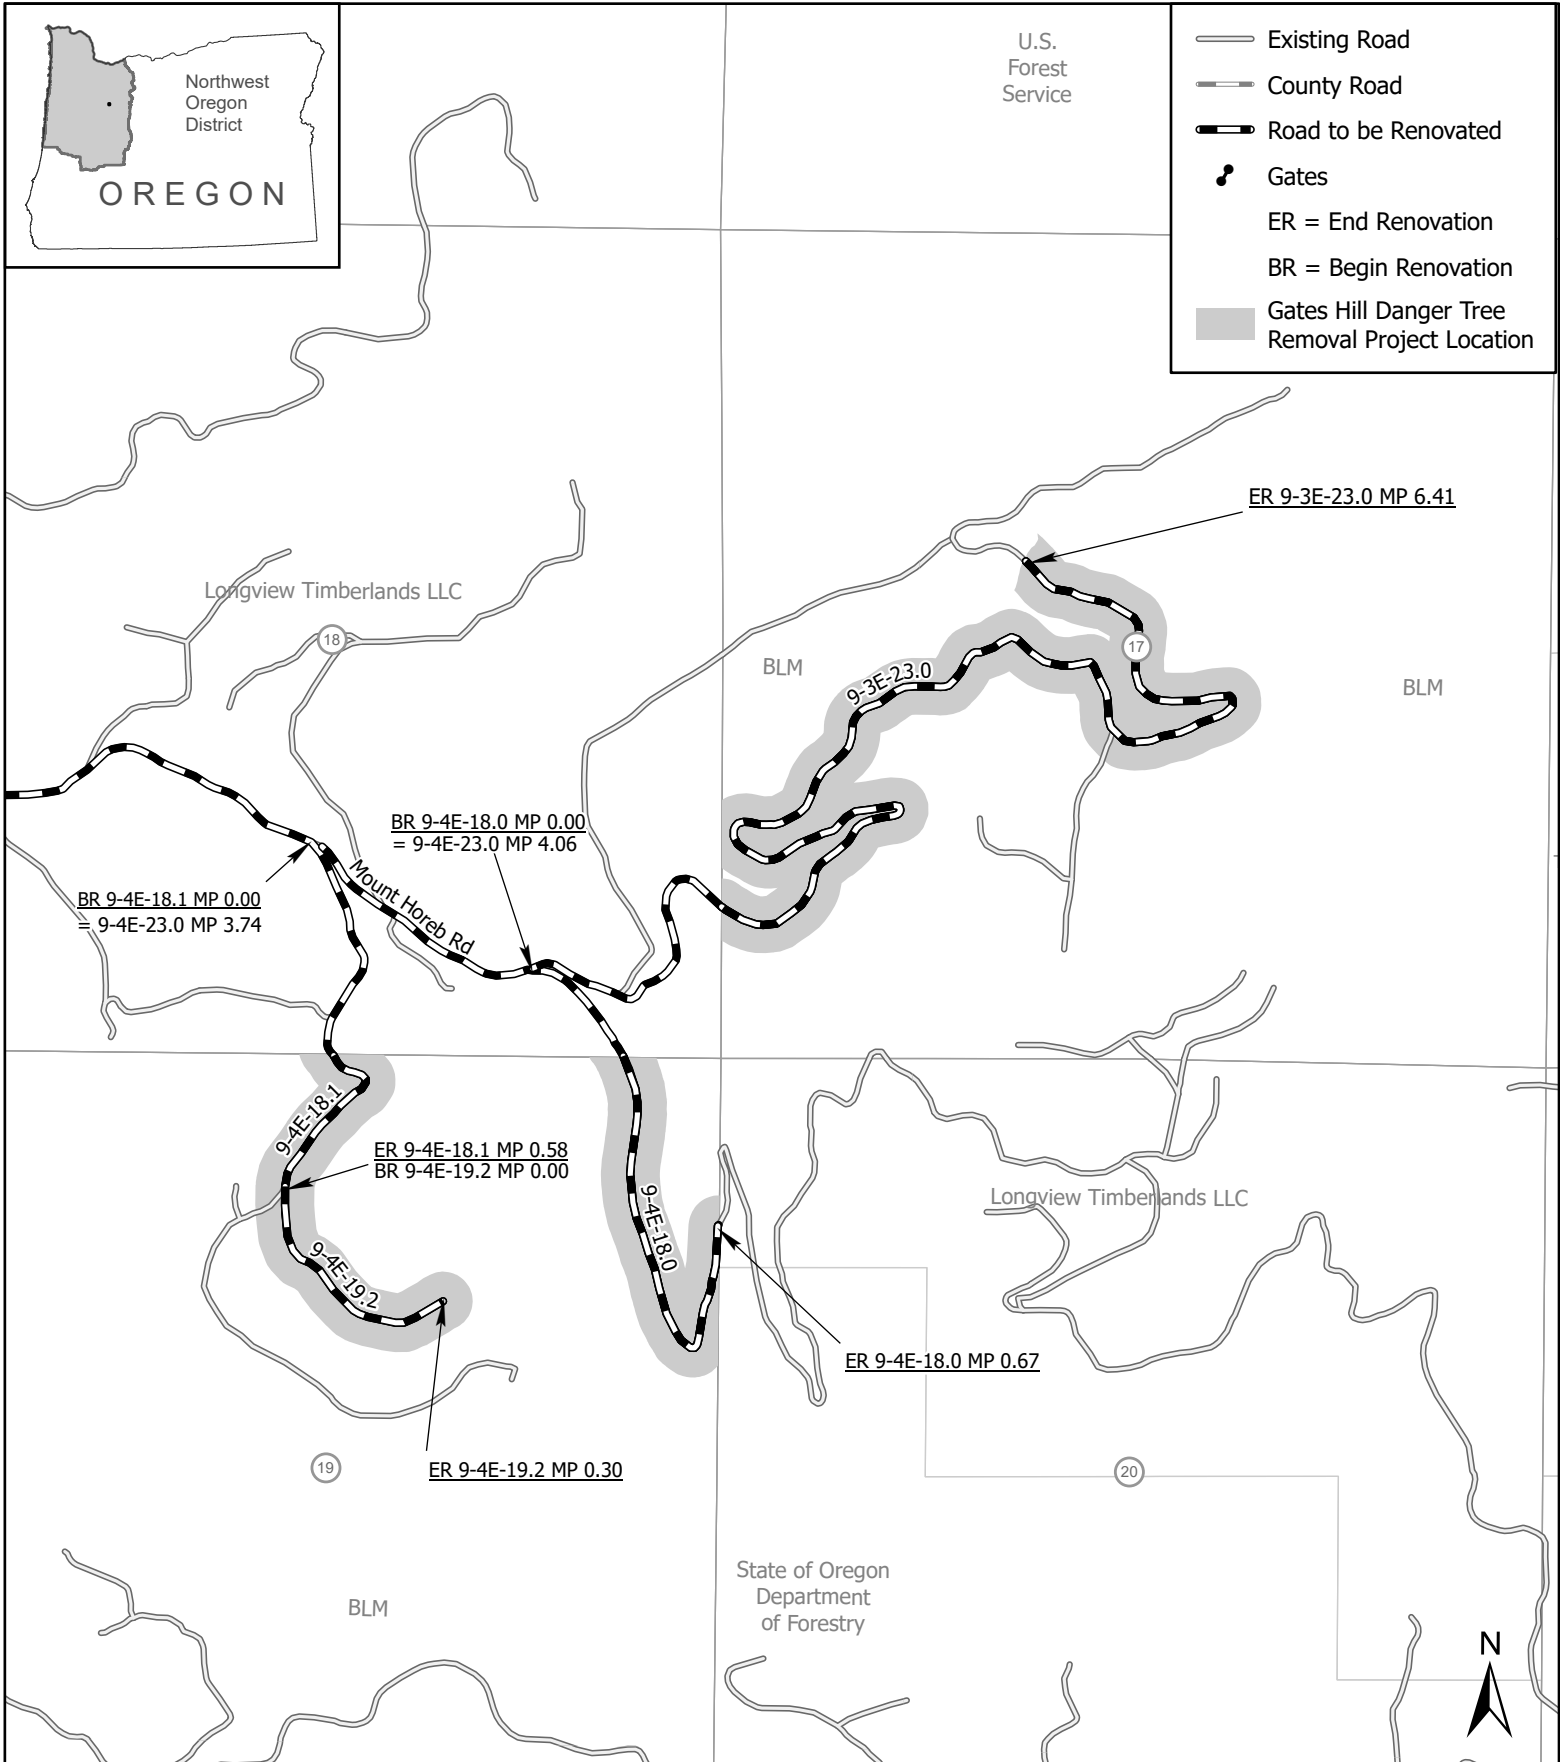 Northwest
Oregon
District
OREGON
U.S.
Forest
Service
Existing Road
County Road
Road to be Renovated
Gates
ER = End Renovation
BR = Begin Renovation
Gates Hill Danger Tree
Removal Project Location
ER 9-3E-23.0 MP 6.41
Longview Timberlands LLC
18
17
BLM
9-3E-23.0
BLM
BR 9-4E-18.0 MP 0.00
= 9-4E-23.0 MP 4.06
Mount Horeb Rd
BR 9-4E-18.1 MP 0.00
= 9-4E-23.0 MP 3.74
9-4E-18.1
ER 9-4E-18.1 MP 0.58
BR 9-4E-19.2 MP 0.00
9-4E-18.0
Longview Timberlands LLC
9-4E-19.2
ER 9-4E-18.0 MP 0.67
ER 9-4E-19.2 MP 0.30
19
20
State of Oregon
Department
of Forestry
BLM
N